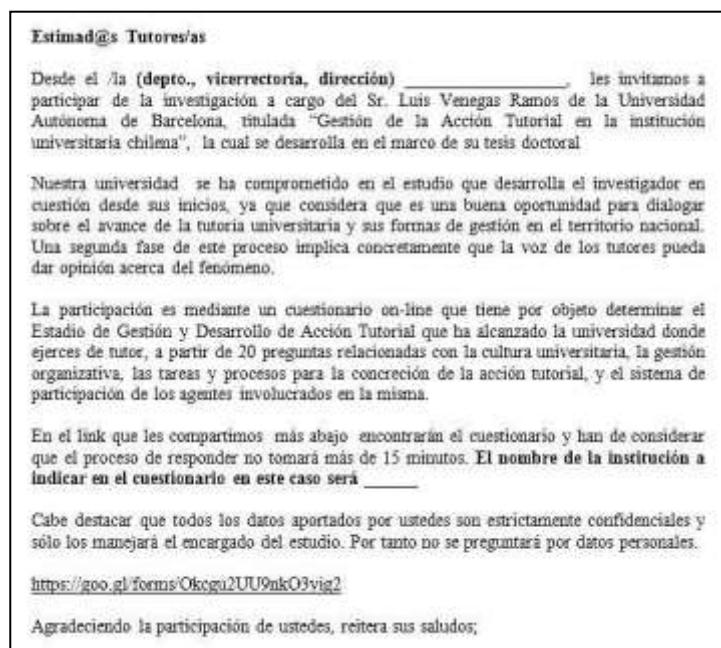 Estimad@s Tutores/as
Desde el /la (depto., vicerrectoría, dirección) _________________, les invitamos a
participar de la investigación a cargo del Sr. Luis Venegas Ramos de la Universidad
Autónoma de Barcelona, titulada “Gestión de la Acción Tutorial en la institución
universitaria chilena”, la cual se desarrolla en el marco de su tesis doctoral
Nuestra universidad se ha comprometido en el estudio que desarrolla el investigador en
cuestión desde sus inicios, ya que considera que es una buena oportunidad para dialogar
sobre el avance de la tutoría universitaria y sus formas de gestión en el territorio nacional.
Una segunda fase de este proceso implica concretamente que la voz de los tutores pueda
dar opinión acerca del fenómeno.
La participación es mediante un cuestionario on-line que tiene por objeto determinar el
Estadio de Gestión y Desarrollo de Acción Tutorial que ha alcanzado la universidad donde
ejerces de tutor, a partir de 20 preguntas relacionadas con la cultura universitaria, la gestión
organizativa, las tareas y procesos para la concreción de la acción tutorial, y el sistema de
participación de los agentes involucrados en la misma.
En el link que les compartimos más abajo encontrarán el cuestionario y han de considerar
que el proceso de responder no tomará más de 15 minutos. El nombre de la institución a
indicar en el cuestionario en este caso será ______
Cabe destacar que todos los datos aportados por ustedes son estrictamente confidenciales y
sólo los manejará el encargado del estudio. Por tanto no se preguntará por datos personales.
https://goo.gl/forms/Okcgu2UU9nkO3vig2
Agradeciendo la participación de ustedes, reitera sus saludos;